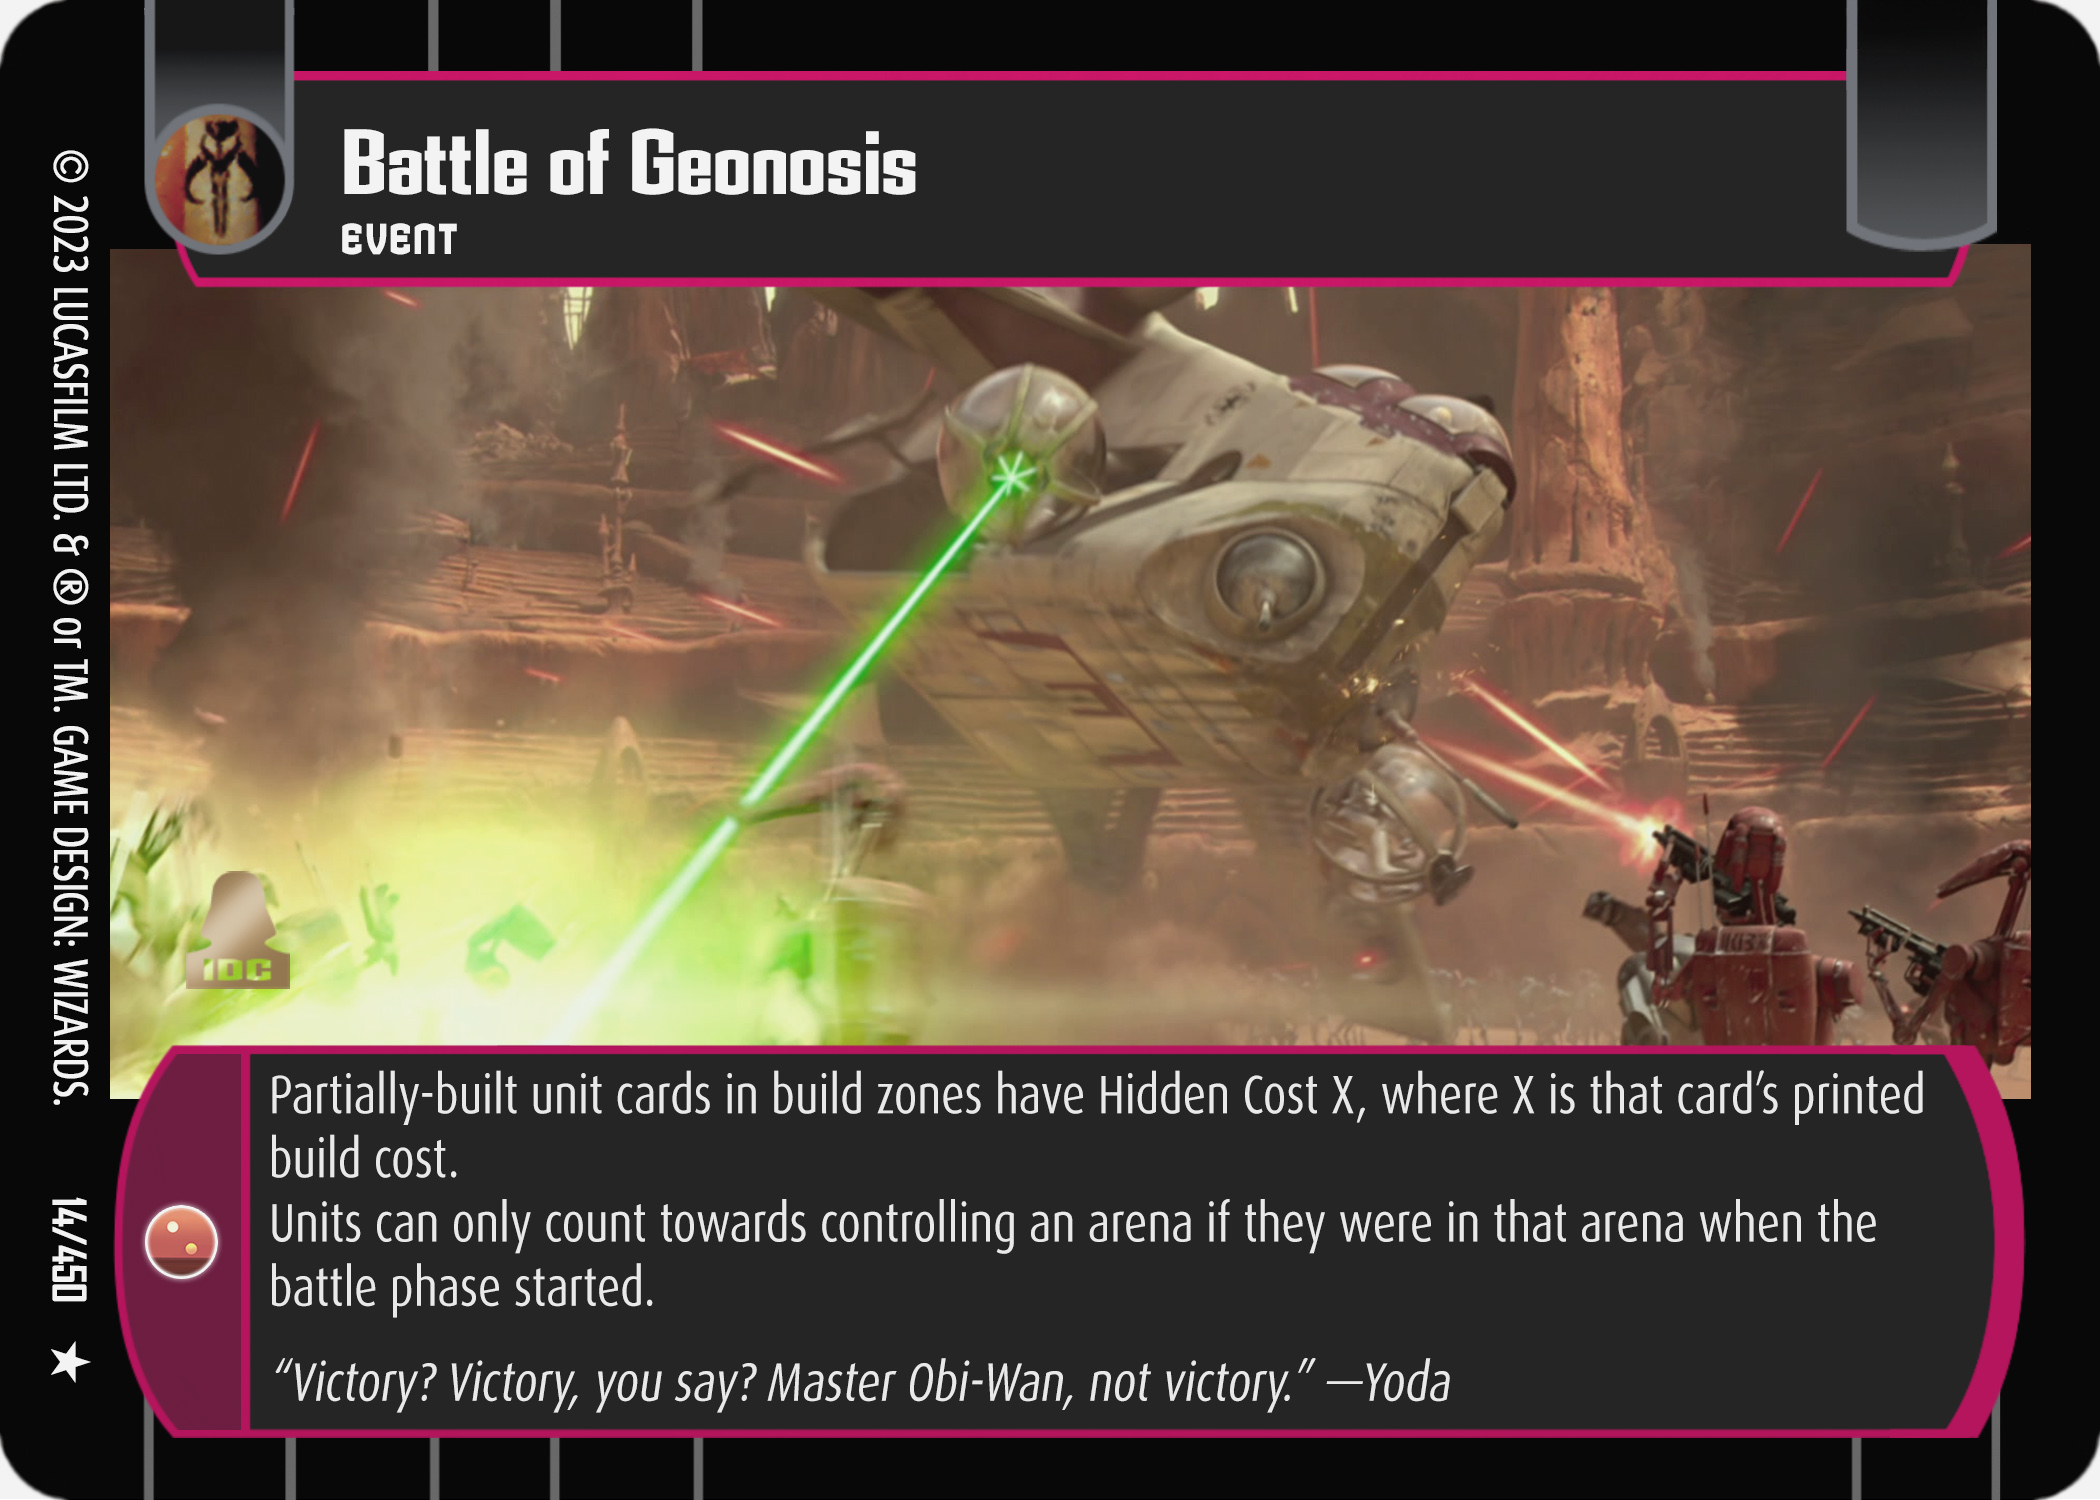 Battle of Geonosis
EVENT
© 2023 LUCASFILM LTD. & ® or TM. GAME DESIGN: WIZARDS. 14/450 ★
IDC
Partially-built unit cards in build zones have Hidden Cost X, where X is that card’s printed
build cost.
Units can only count towards controlling an arena if they were in that arena when the
battle phase started.
“Victory? Victory, you say? Master Obi-Wan, not victory.” —Yoda